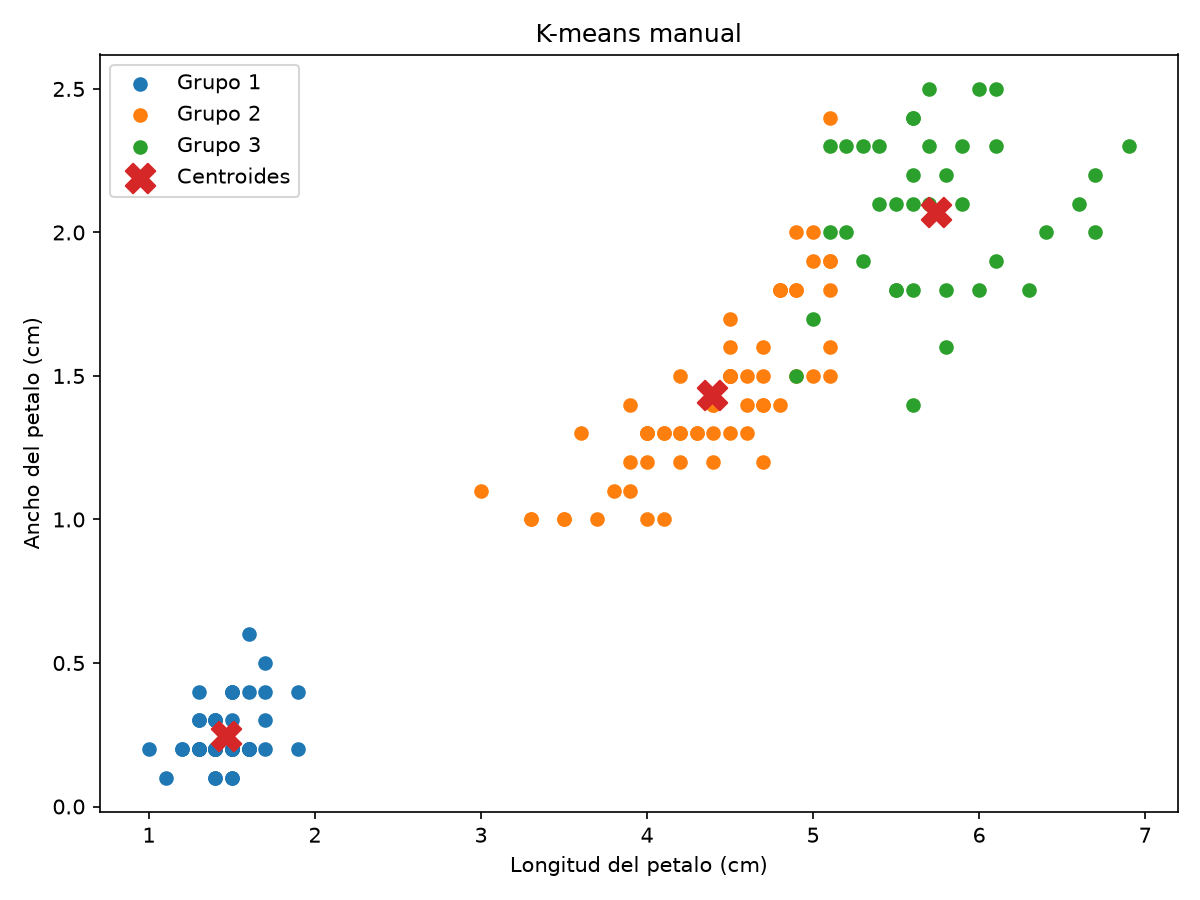 K-means manual
Grupo 1
Grupo 2
Grupo 3
Centroides
2.5
2.0
1.5
1.0
0.5
0.0
Ancho del petalo (cm)
1 2 3 4 5 6 7
Longitud del petalo (cm)